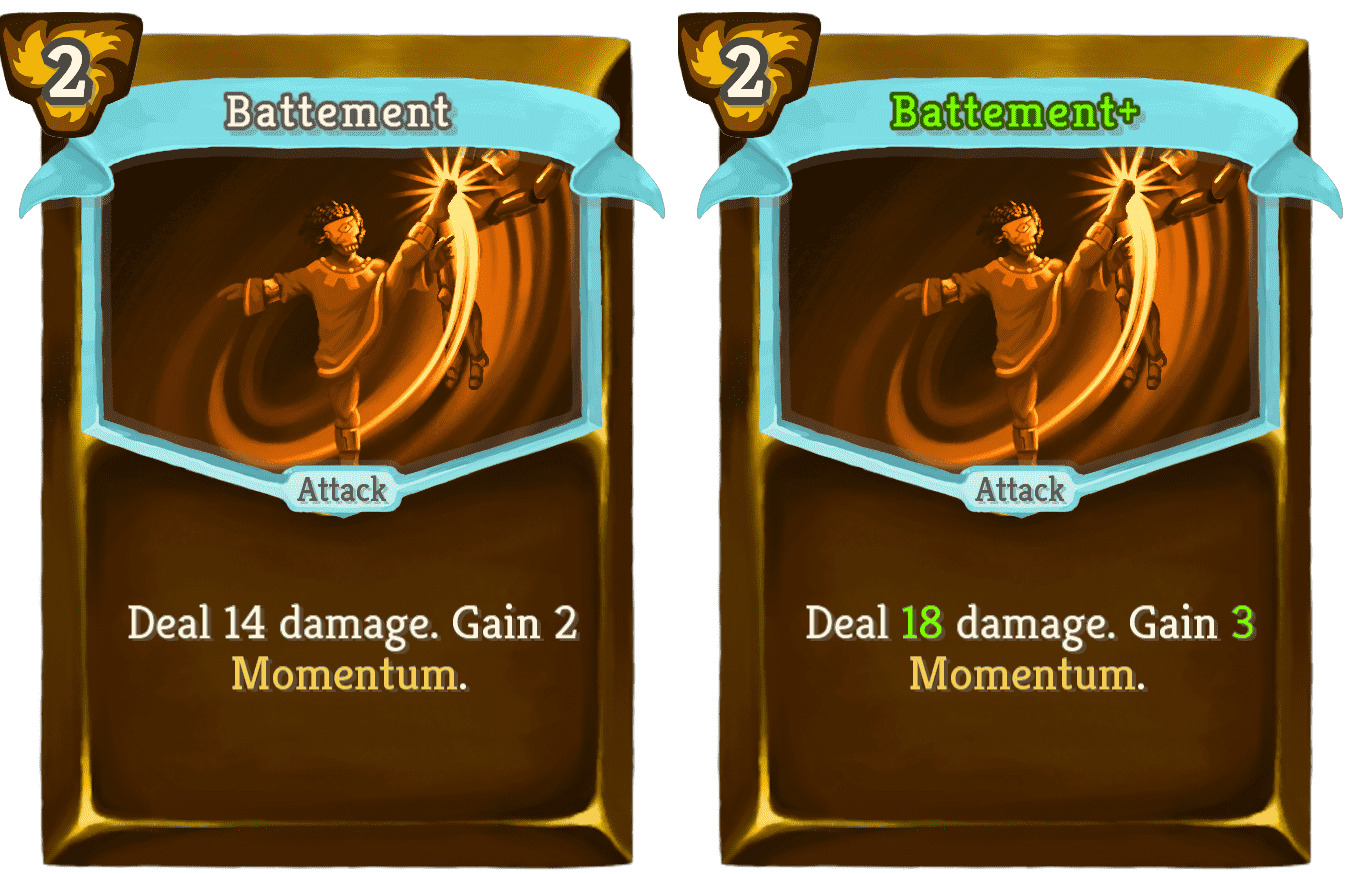 2
Battement
Attack
Deal 14 damage. Gain 2
Momentum.
2
Battement+
Attack
Deal 18 damage. Gain 3
Momentum.